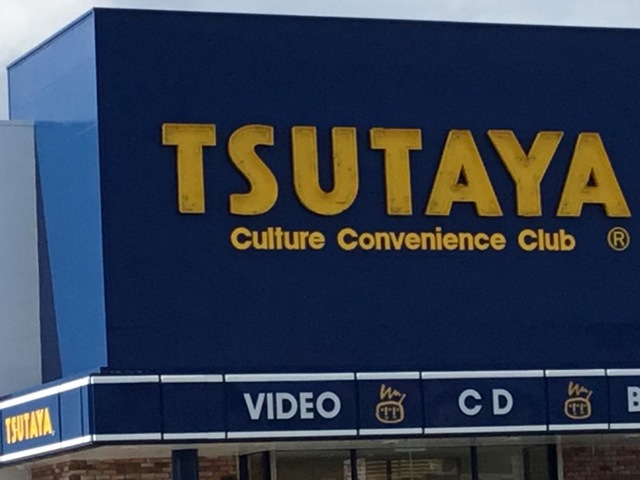 TSUTAYA
Culture Convenience Club ®
TSUTAYA
VIDEO
CD